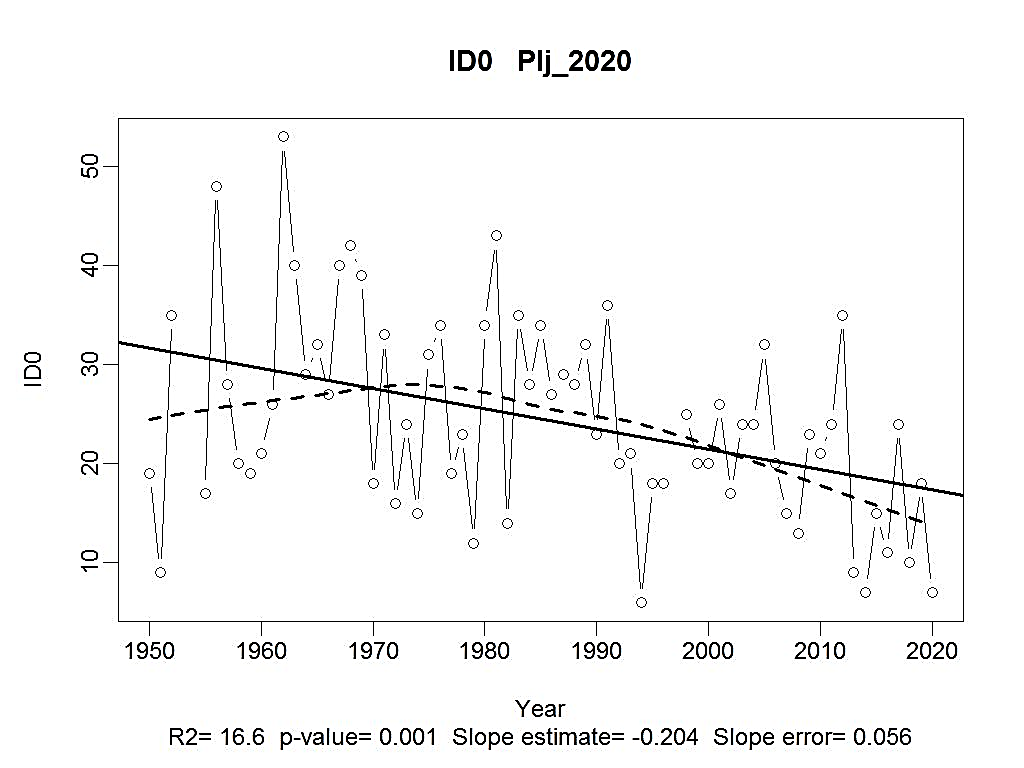 ID0 Plj_2020
50
40
30
20
10
ID0
1950 1960 1970 1980 1990 2000 2010 2020
Year
R2= 16.6 p-value= 0.001 Slope estimate= -0.204 Slope error= 0.056